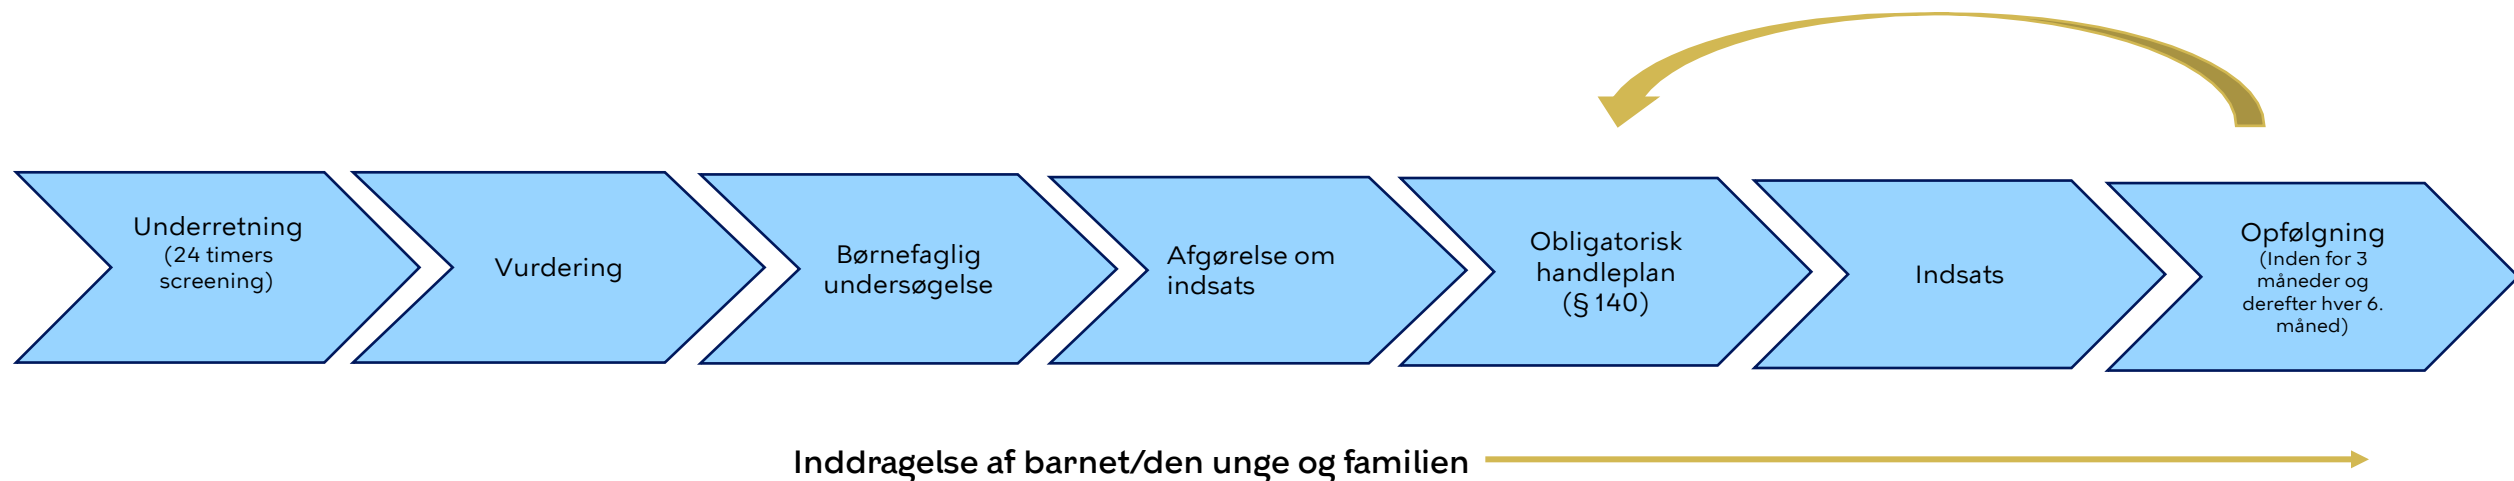 Underretning
(24 timers
screening)
Vurdering
Børnefaglig
undersøgelse
Afgørelse om
indsats
Obligatorisk
handleplan
(§ 140)
Indsats
Opfølgning
(Inden for 3
måneder og
derefter hver 6.
måned)
Inddragelse af barnet/den unge og familien